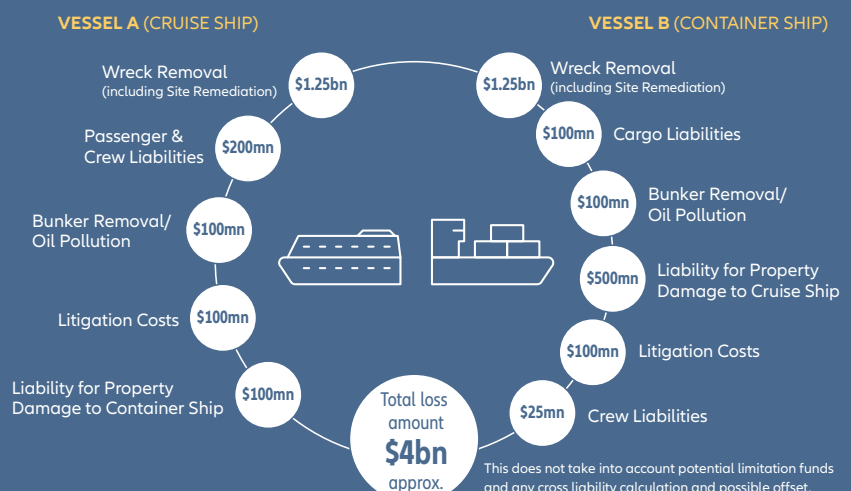 VESSEL A (CRUISE SHIP)
VESSEL B (CONTAINER SHIP)
Wreck Removal
(including Site Remediation)
$1.25bn
Passenger &
Crew Liabilities
$200mn
Bunker Removal/
Oil Pollution
$100mn
Litigation Costs
$100mn
Liability for Property
Damage to Container Ship
$100mn
$1.25bn
Wreck Removal
(including Site Remediation)
$100mn
Cargo Liabilities
$100mn
Bunker Removal/
Oil Pollution
$500mn
Liability for Property
Damage to Cruise Ship
$100mn
Litigation Costs
$25mn
Crew Liabilities
Total loss
amount
$4bn
approx.
This does not take into account potential limitation funds
and any cross liability calculation and possible offset.